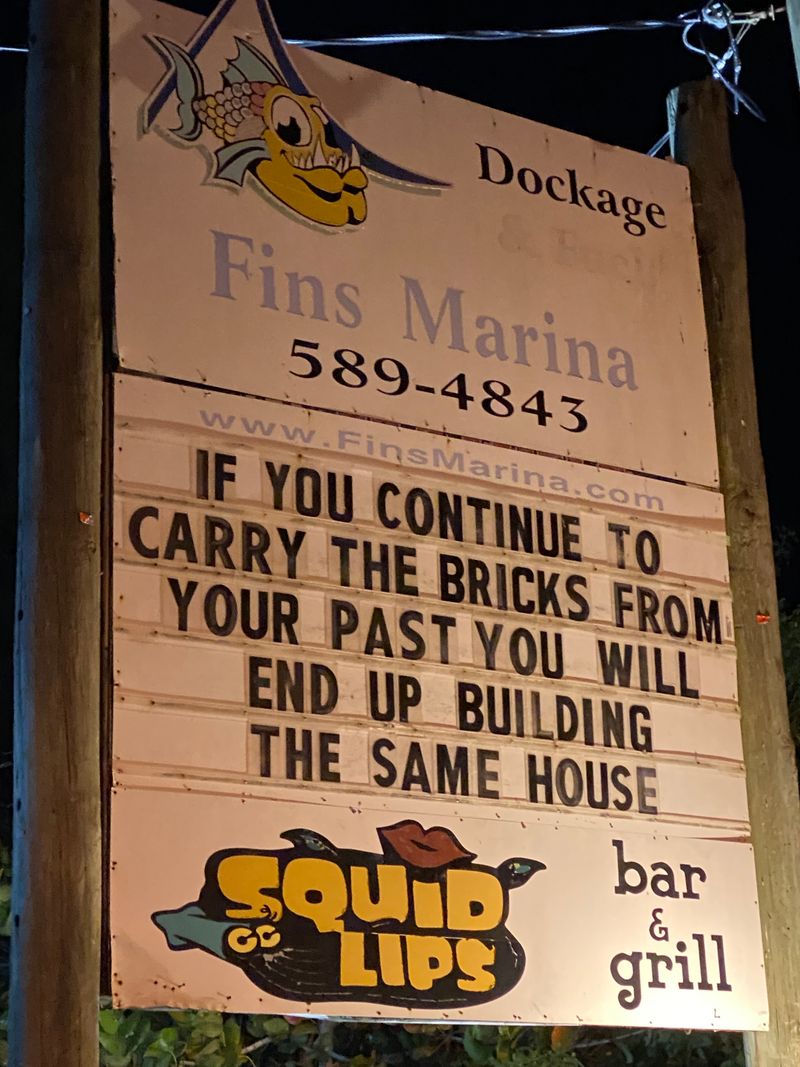 Dockage
Fins Marina
589-4843
www.FinsMarina.com
IF YOU CONTINUE TO
CARRY THE BRICKS FROM
YOUR PAST YOU WILL
END UP BUILDING
THE SAME HOUSE
SQUID
LIPS
bar
&
grill